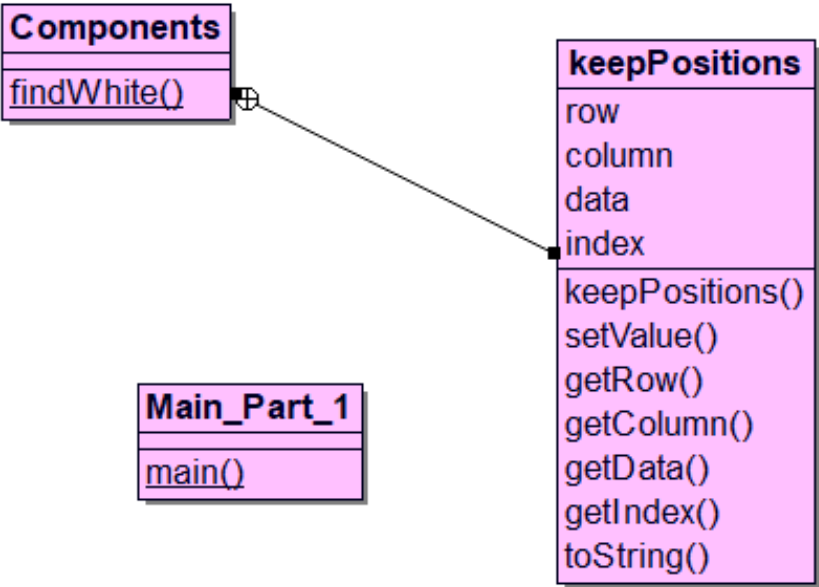 Components
findWhite()
keepPositions
row
column
data
index
keepPositions()
setValue()
getRow()
getColumn()
getData()
getIndex()
toString()
Main_Part_1
main()